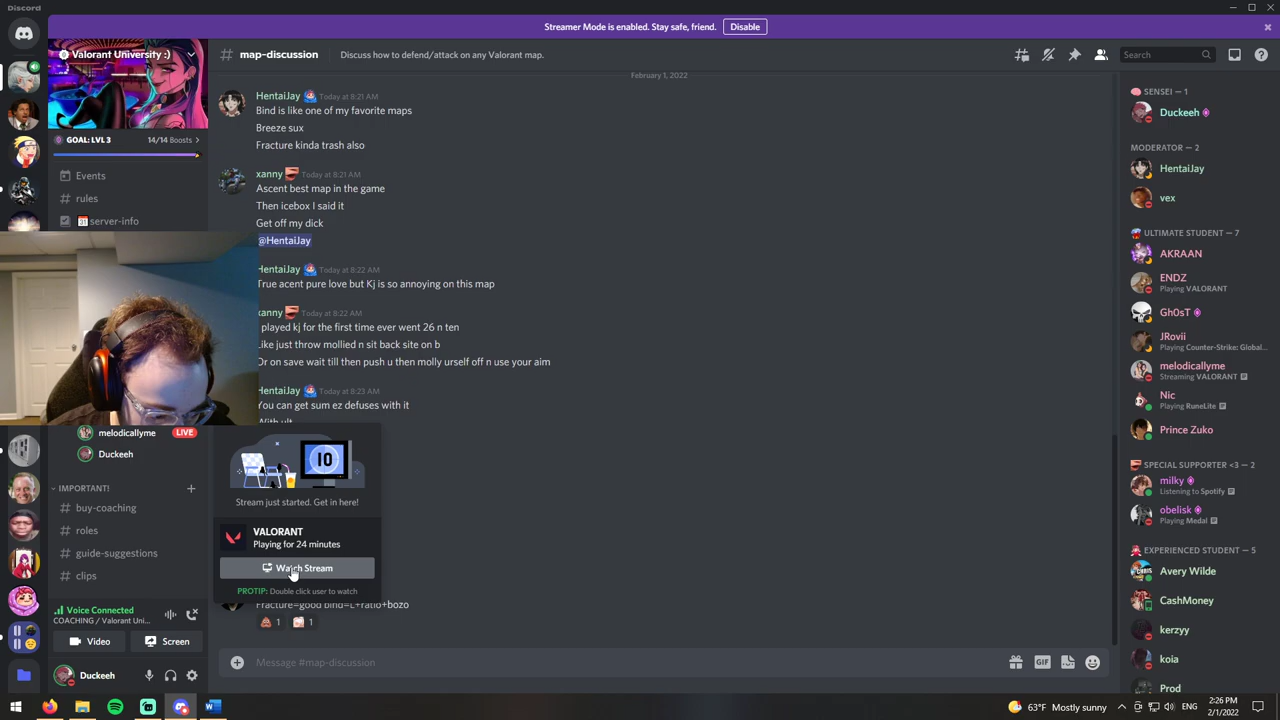 Discord
Streamer Mode is enabled. Stay safe, friend. Disable
Valorant University :)
# map-discussion
Discuss how to defend/attack on any Valorant map.
Search
GOAL: LVL 3
14/14 Boosts
Events
rules
server-info
melodicallyme LIVE
Duckeeh
IMPORTANT!
buy-coaching
roles
guide-suggestions
clips
Voice Connected
COACHING / Valorant Uni...
Video
Screen
Duckeeh
February 1, 2022
HentaiJay Today at 8:21 AM
Bind is like one of my favorite maps
Breeze sux
Fracture kinda trash also
xanny Today at 8:21 AM
Ascent best map in the game
Then icebox I said it
Get off my dick
@HentaiJay
HentaiJay Today at 8:22 AM
True acent pure love but Kj is so annoying on this map
xanny Today at 8:22 AM
played kj for the first time ever went 26 n ten
Like just throw mollied n sit back site on b
Or on save wait till then push u then molly urself off n use your aim
HentaiJay Today at 8:23 AM
You can get sum ez defuses with it
With ult
10
Stream just started. Get in here!
VALORANT
Playing for 24 minutes
Watch Stream
PROTIP: Double click user to watch
Fracture=good bind=L+ratio+bozo
1 1
Message #map-discussion
GIF
SENSEI — 1
Duckeeh
MODERATOR — 2
HentaiJay
vex
ULTIMATE STUDENT — 7
AKRAAN
ENDZ
Playing VALORANT
Gh0sT
JRovii
Playing Counter-Strike: Global...
melodicallyme
Streaming VALORANT
Nic
Playing RuneLite
Prince Zuko
SPECIAL SUPPORTER <3 — 2
milky
Listening to Spotify
obelisk
Playing Medal
EXPERIENCED STUDENT — 5
Avery Wilde
CashMoney
kerzyy
koia
Prod
63°F Mostly sunny
2:26 PM
2/1/2022